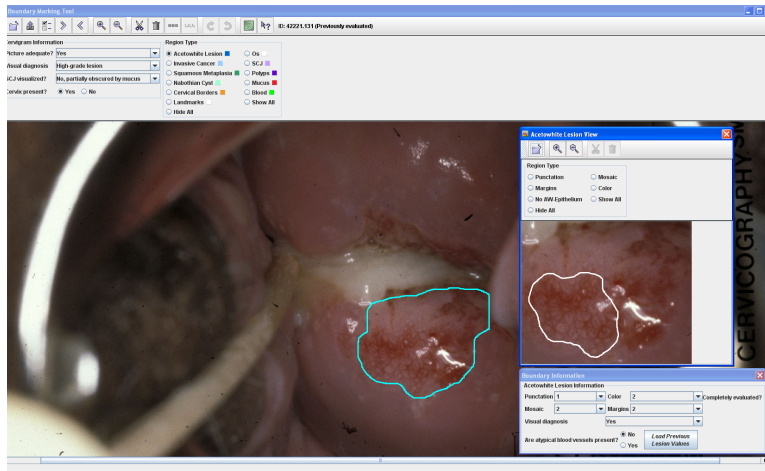 Boundary Marking Tool
ID: 42221.131 (Previously evaluated)
Cervigram Information
Picture adequate? Yes
Visual diagnosis High-grade lesion
SCJ visualized? No, partially obscured by mucus
Cervix present? Yes No
Region Type
Acetowhite Lesion Os
Invasive Cancer SCJ
Squamous Metaplasia Polyps
Nabothian Cyst Mucus
Cervical Borders Blood
Landmarks Show All
Hide All
Acetowhite Lesion View
Region Type
Punctation Mosaic
Margins Color
No AW-Epithelium Show All
Hide All
CERVICOGRAPHY.SM
Boundary Information
Acetowhite Lesion Information
Punctation 1 Color 2 Completely evaluated?
Mosaic 2 Margins 2
Visual diagnosis Yes
Are atypical blood vessels present? No
Yes
Load Previous
Lesion Values